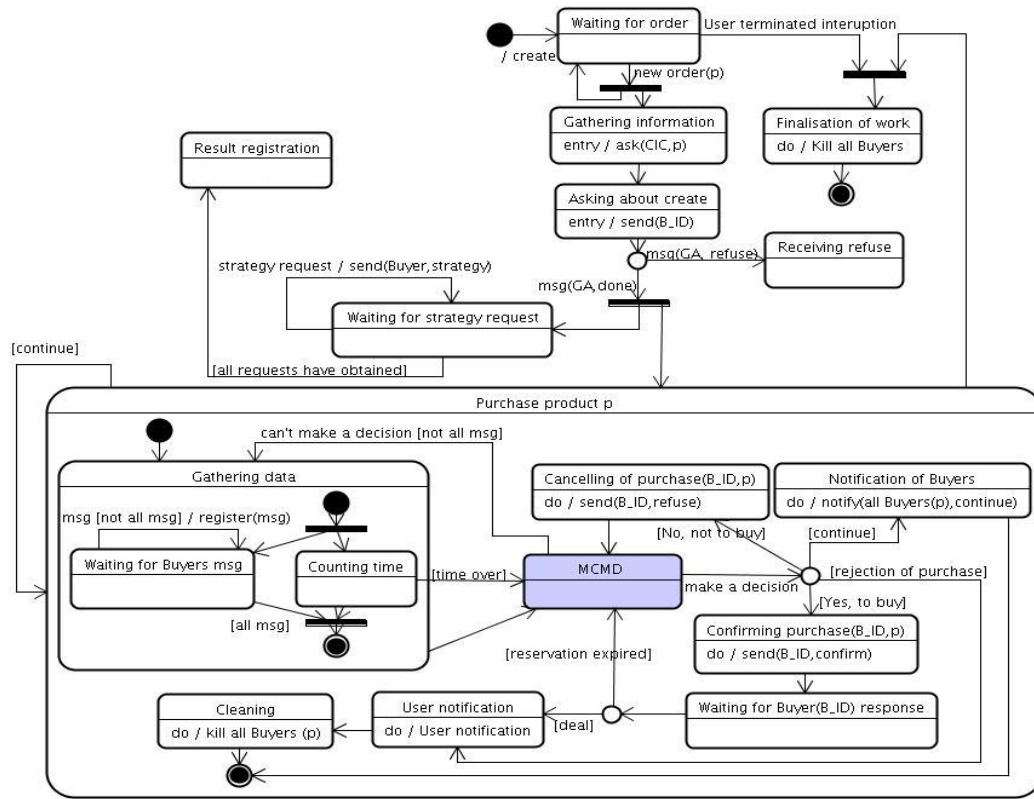 Waiting for order
User terminated interuption
/ create
new order(p)
Gathering information
entry / ask(CIC,p)
Finalisation of work
do / Kill all Buyers
Result registration
Asking about create
entry / send(B_ID)
msg(GA, refuse)
Receiving refuse
strategy request / send(Buyer,strategy)
msg(GA,done)
Waiting for strategy request
[continue]
[all requests have obtained]
Purchase product p
can't make a decision [not all msg]
Gathering data
Cancelling of purchase(B_ID,p)
do / send(B_ID,refuse)
Notification of Buyers
do / notify(all Buyers(p),continue)
msg [not all msg] / register(msg)
[No, not to buy]
[continue]
Waiting for Buyers msg
Counting time
[time over]
MCMD
make a decision
[rejection of purchase]
[Yes, to buy]
[all msg]
Confirming purchase(B_ID,p)
do / send(B_ID,confirm)
[reservation expired]
Cleaning
do / kill all Buyers (p)
User notification
do / User notification
[deal]
Waiting for Buyer(B_ID) response